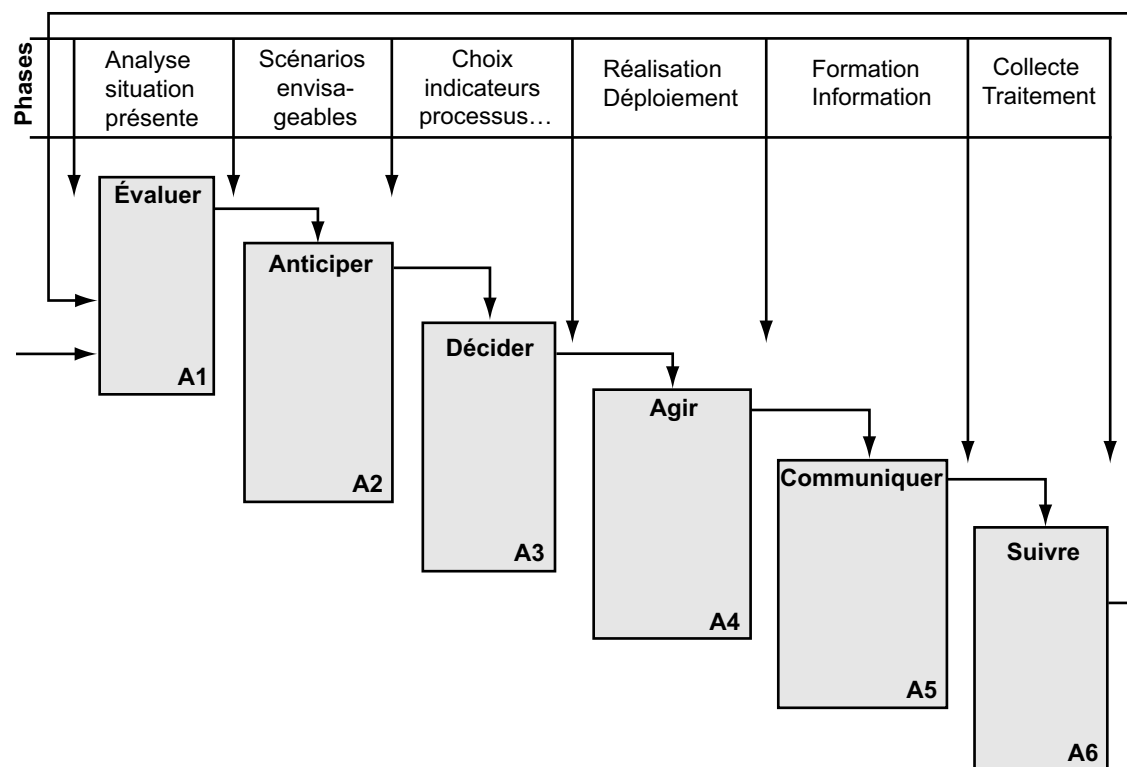 Phases
Analyse
situation
présente
Scénarios
envisa-
geables
Choix
indicateurs
processus…
Réalisation
Déploiement
Formation
Information
Collecte
Traitement
Évaluer
A1
Anticiper
A2
Décider
A3
Agir
A4
Communiquer
A5
Suivre
A6